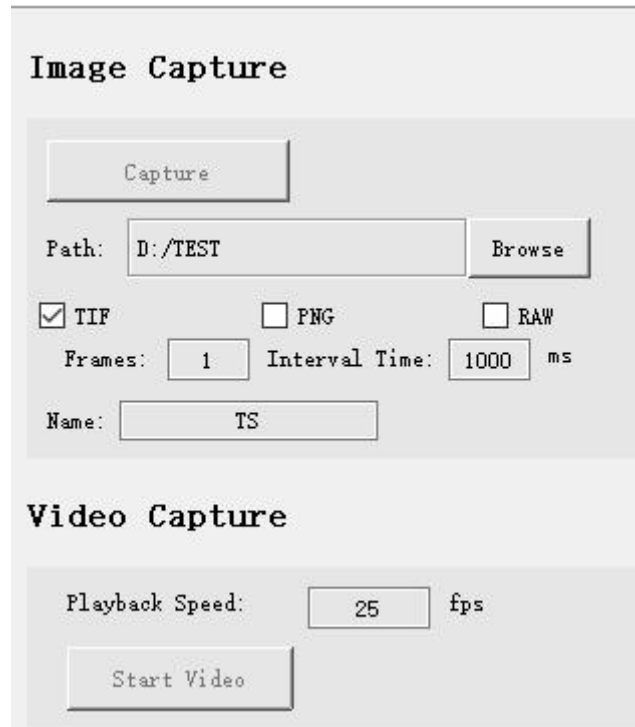 Image Capture
Capture
Path: D:/TEST Browse
TIF PNG RAW
Frames: 1 Interval Time: 1000 ms
Name: TS
Video Capture
Playback Speed: 25 fps
Start Video